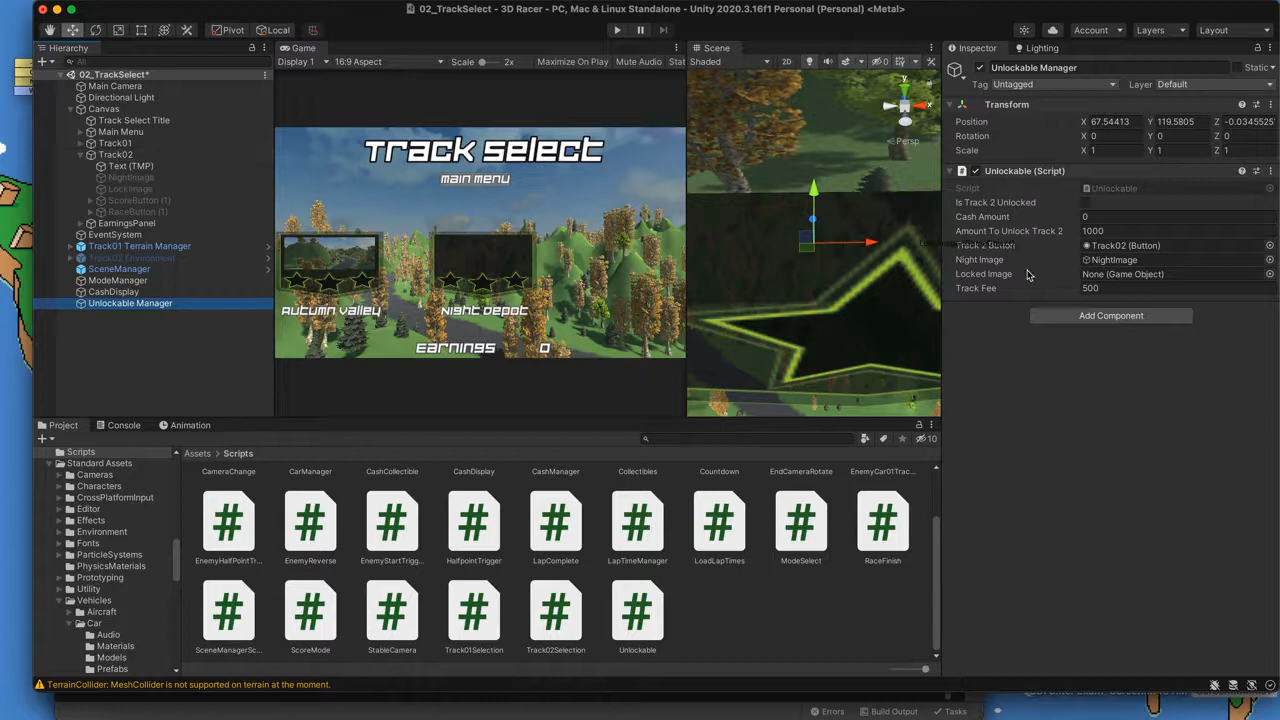 02_TrackSelect - 3D Racer - PC, Mac & Linux Standalone - Unity 2020.3.16f1 Personal (Personal) <Metal>
Pivot
Local
Account
Layers
Layout
Hierarchy
All
02_TrackSelect*
Main Camera
Directional Light
Canvas
Track Select Title
Main Menu
Track01
Track02
Text (TMP)
NightImage
LockImage
ScoreButton (1)
RaceButton (1)
EarningsPanel
EventSystem
Track01 Terrain Manager
Track02 Environment
SceneManager
ModeManager
CashDisplay
Unlockable Manager
Game
Display 1
16:9 Aspect
Scale
2x
Maximize On Play
Mute Audio
Stat
Track Select
Main Menu
Autumn Valley
Night Depot
Earnings 0
Scene
Shaded
2D
0
y
x
Persp
Inspector
Lighting
Unlockable Manager
Static
Tag Untagged
Layer Default
Transform
Position X 67.54413 Y 119.5805 Z -0.0345525
Rotation X 0 Y 0 Z 0
Scale X 1 Y 1 Z 1
# Unlockable (Script)
Script Unlockable
Is Track 2 Unlocked
Cash Amount 0
Amount To Unlock Track 2 1000
Track 2 Button Track02 (Button)
Night Image NightImage
Locked Image None (Game Object)
Track Fee 500
Add Component
Project
Console
Animation
10
Scripts
Standard Assets
Cameras
Characters
CrossPlatformInput
Editor
Effects
Environment
Fonts
ParticleSystems
PhysicsMaterials
Prototyping
Utility
Vehicles
Aircraft
Car
Audio
Materials
Models
Prefabs
Assets > Scripts
CameraChange
CarManager
CashCollectible
CashDisplay
CashManager
Collectibles
Countdown
EndCameraRotate
EnemyCar01Trac...
# # # # # # # # #
EnemyHalfPointTr...
EnemyReverse
EnemyStartTrigg...
HalfpointTrigger
LapComplete
LapTimeManager
LoadLapTimes
ModeSelect
RaceFinish
# # # # # #
SceneManagerSc...
ScoreMode
StableCamera
Track01Selection
Track02Selection
Unlockable
TerrainCollider: MeshCollider is not supported on terrain at the moment.
Errors
Build Output
Tasks